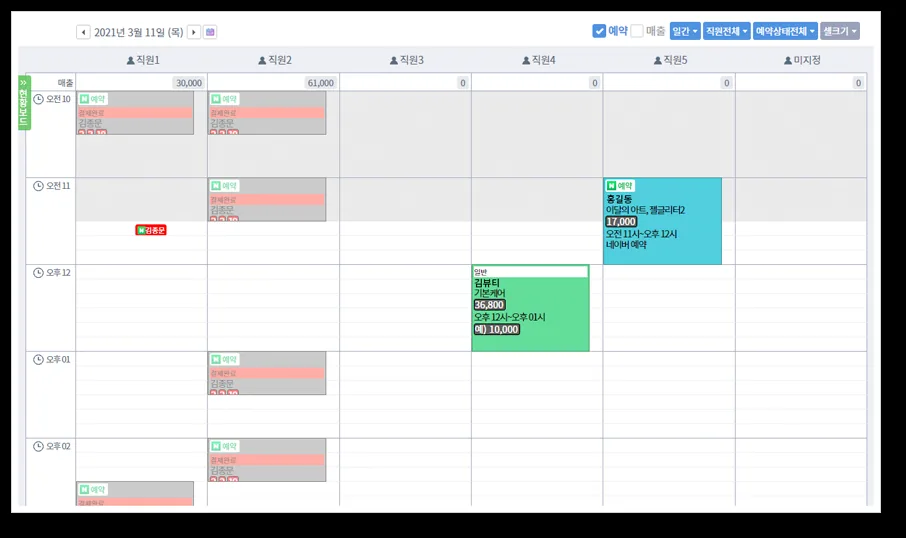 2021년 3월 11일 (목)
예약 매출 일간 직원전체 예약상태전체 셀크기
직원1 직원2 직원3 직원4 직원5 미지정
현황보드
매출 30,000 61,000 0 0 0 0
오전 10
N 예약 N 예약
결제완료 결제완료
김종문 김종문
오전 11
N 예약 N 예약
결제완료 홍길동
김종문 이달의 아트, 젤글리터2
17,000
N김종문 오전 11시~오후 12시
네이버 예약
오후 12
일반
김뷰티
기본케어
36,800
오후 12시~오후 01시
예) 10,000
오후 01
N 예약
결제완료
김종문
오후 02
N 예약
결제완료
김종문
N 예약
결제완료